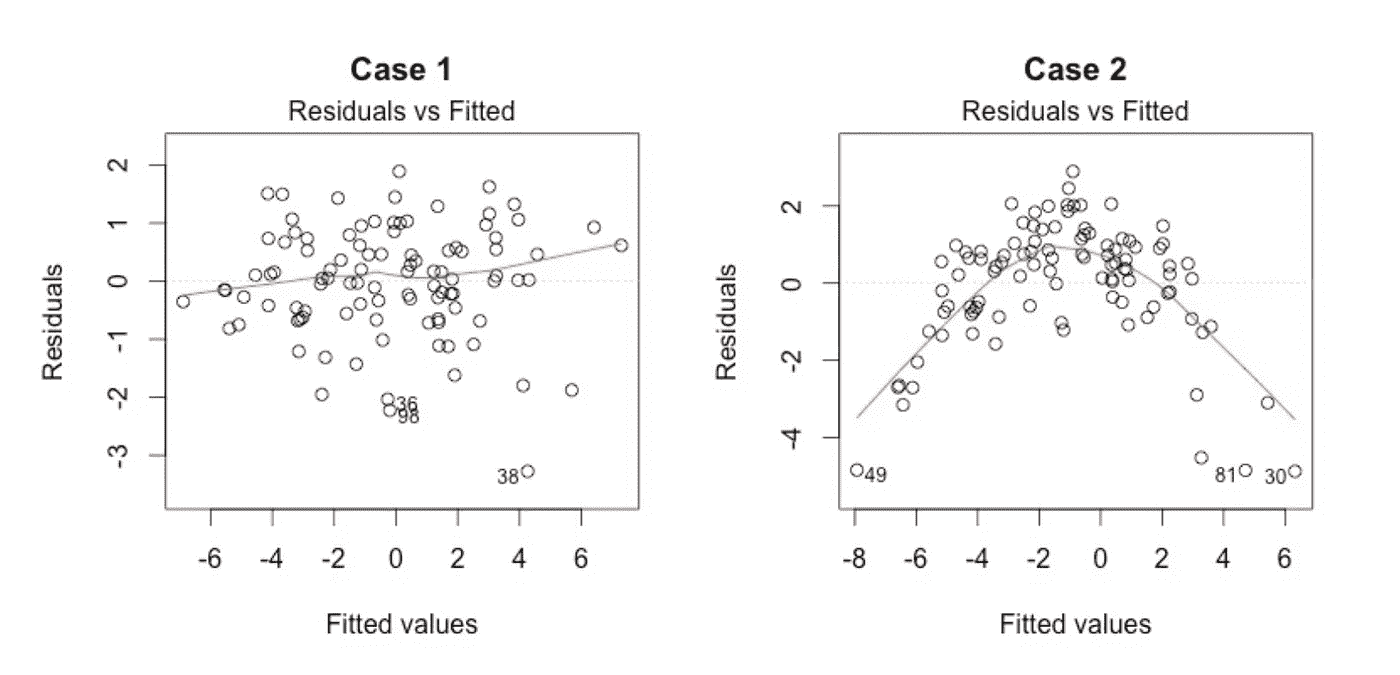 Case 1
Residuals vs Fitted
Residuals
2
1
0
-1
-2
-3
36
98
38
-6 -4 -2 0 2 4 6
Fitted values
Case 2
Residuals vs Fitted
Residuals
2
0
-2
-4
49
81
30
-8 -6 -4 -2 0 2 4 6
Fitted values